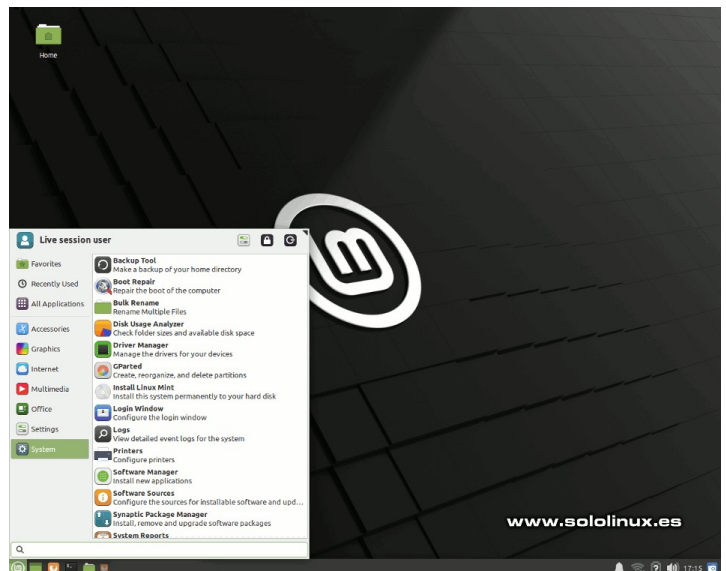 Home
Live session user
Favorites
Recently Used
All Applications
Accessories
Graphics
Internet
Multimedia
Office
Settings
System
Backup Tool
Make a backup of your home directory
Boot Repair
Repair the boot of the computer
Bulk Rename
Rename Multiple Files
Disk Usage Analyzer
Check folder sizes and available disk space
Driver Manager
Manage the drivers for your devices
GParted
Create, reorganize, and delete partitions
Install Linux Mint
Install this system permanently to your hard disk
Login Window
Configure the login window
Logs
View detailed event logs for the system
Printers
Configure printers
Software Manager
Install new applications
Software Sources
Configure the sources for installable software and upd...
Synaptic Package Manager
Install, remove and upgrade software packages
System Reports
www.sololinux.es
17:15